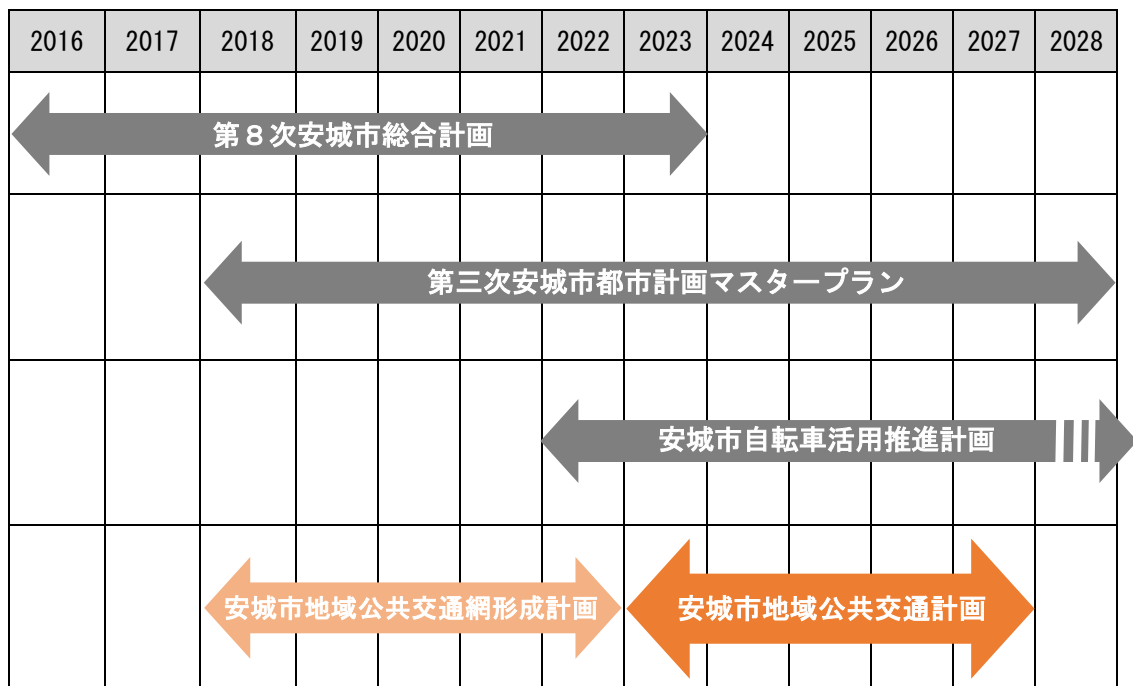 2016 2017 2018 2019 2020 2021 2022 2023 2024 2025 2026 2027 2028
第８次安城市総合計画
第三次安城市都市計画マスタープラン
安城市自転車活用推進計画
安城市地域公共交通網形成計画 安城市地域公共交通計画